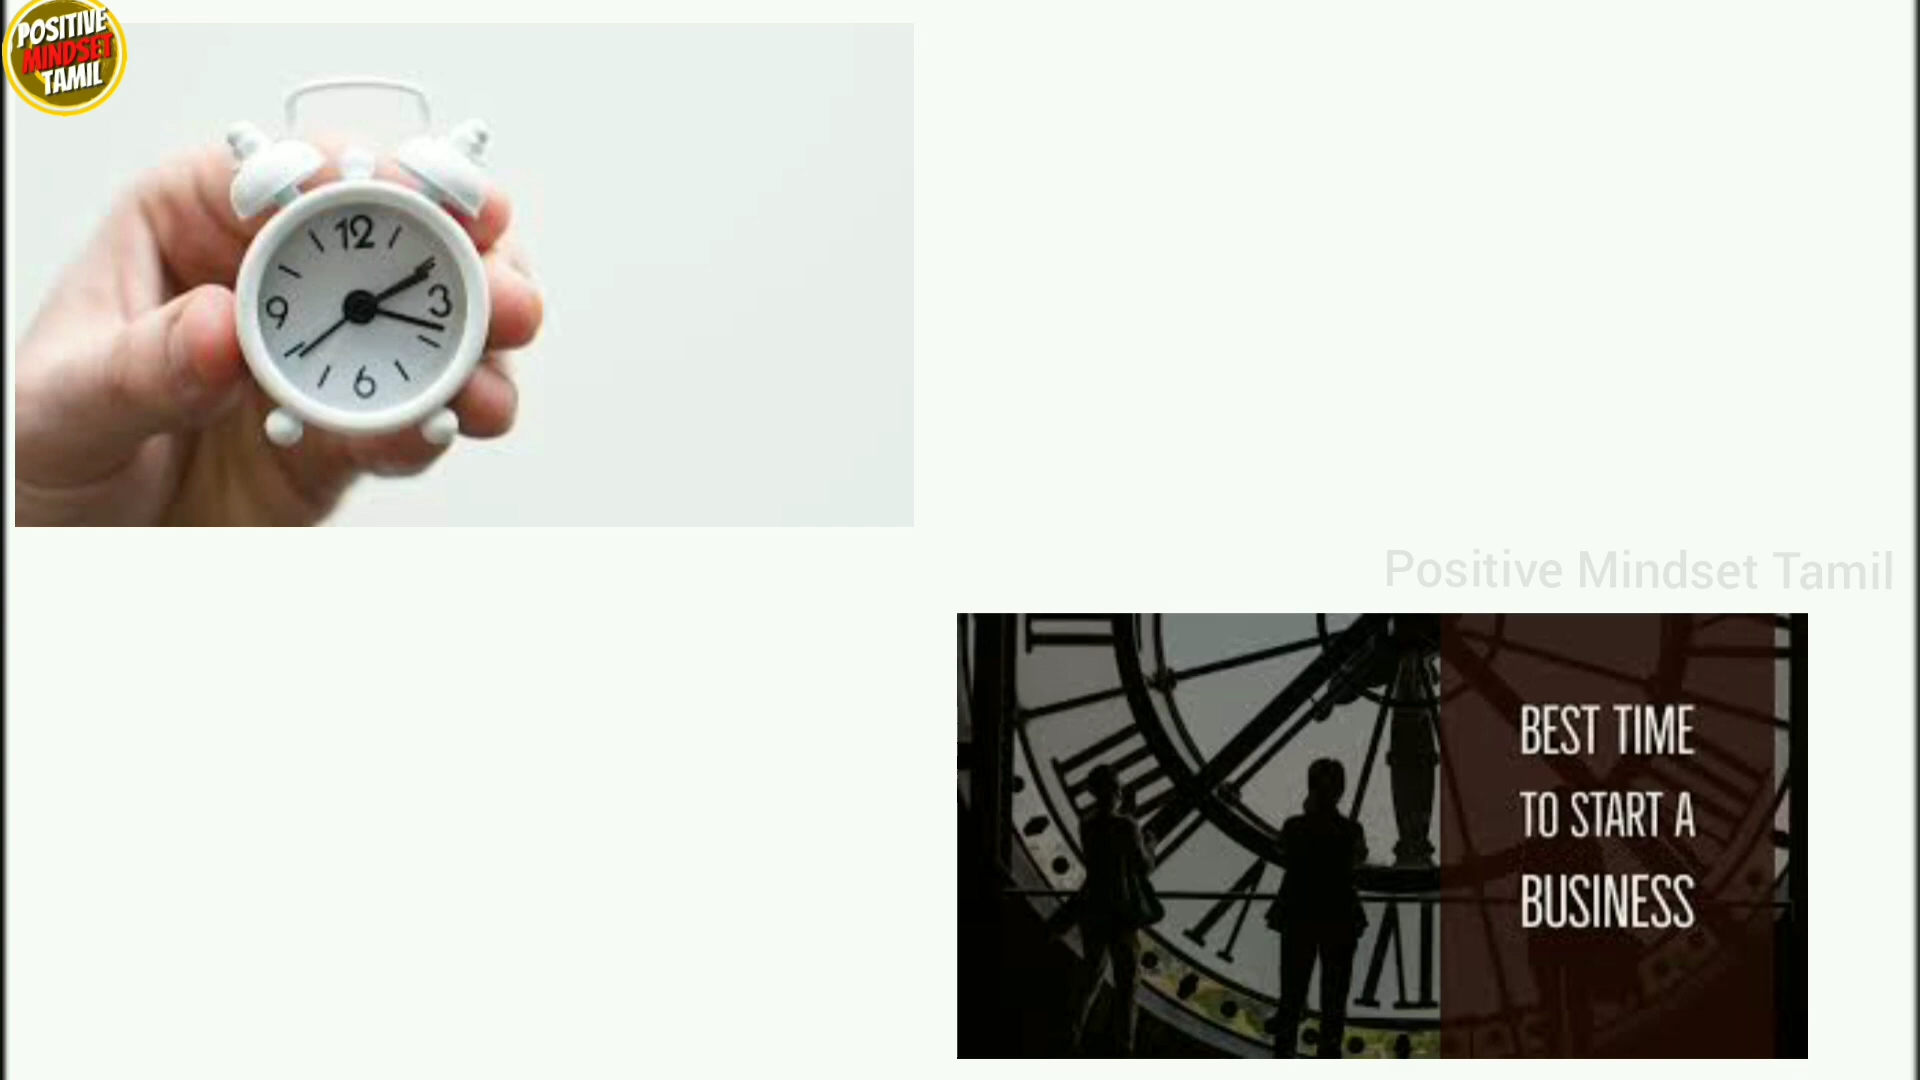 POSITIVE
MINDSET
TAMIL
12
9
3
6
Positive Mindset Tamil
BEST TIME
TO START A
BUSINESS